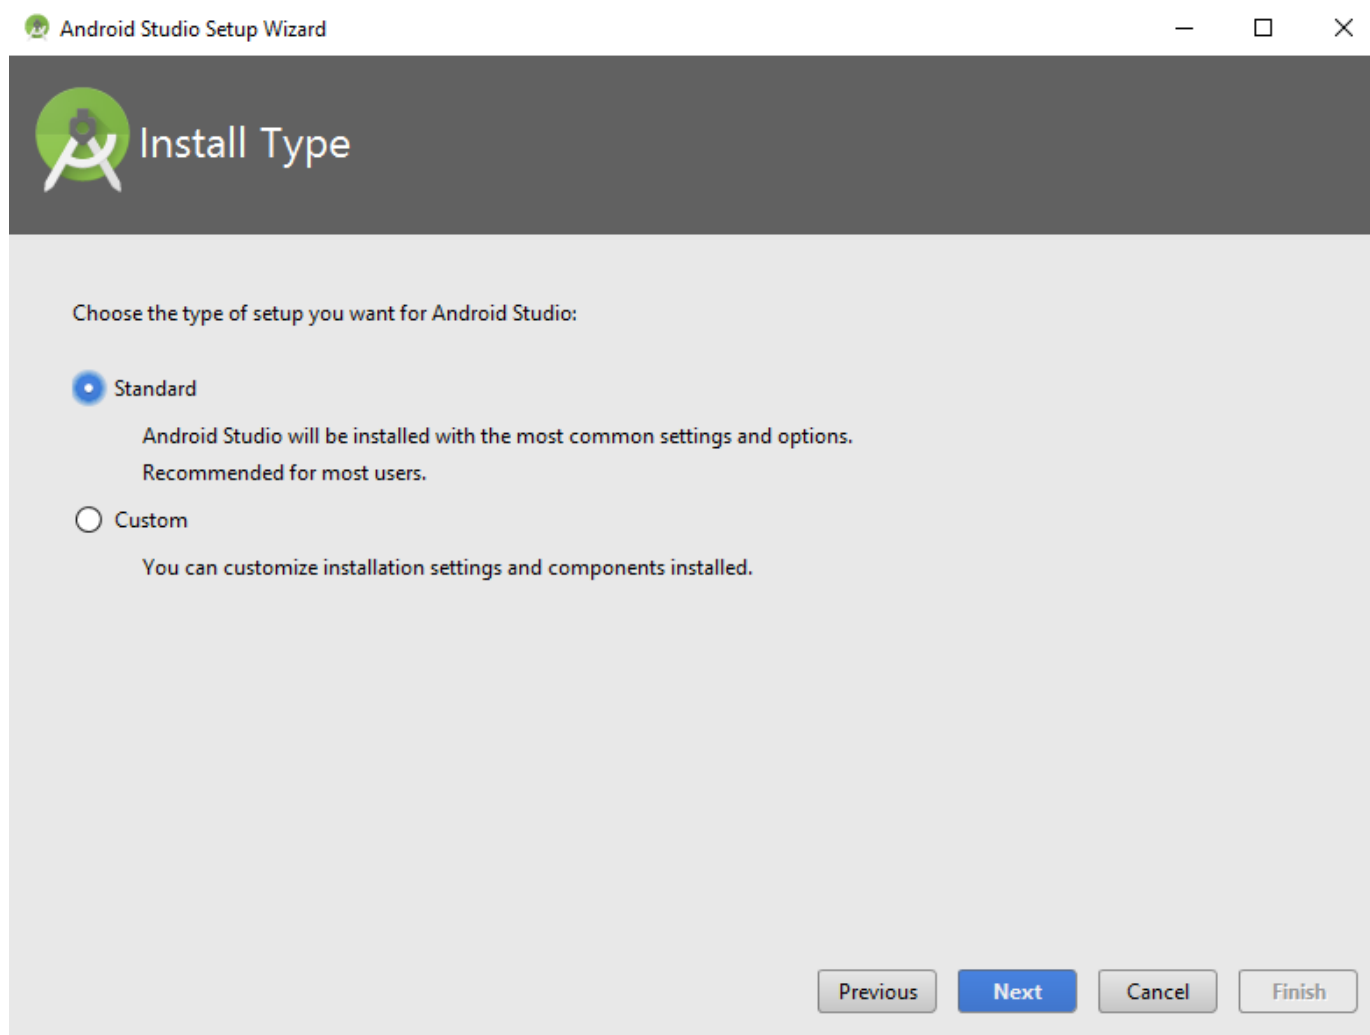 Android Studio Setup Wizard
Install Type
Choose the type of setup you want for Android Studio:
Standard
Android Studio will be installed with the most common settings and options.
Recommended for most users.
Custom
You can customize installation settings and components installed.
Previous Next Cancel Finish